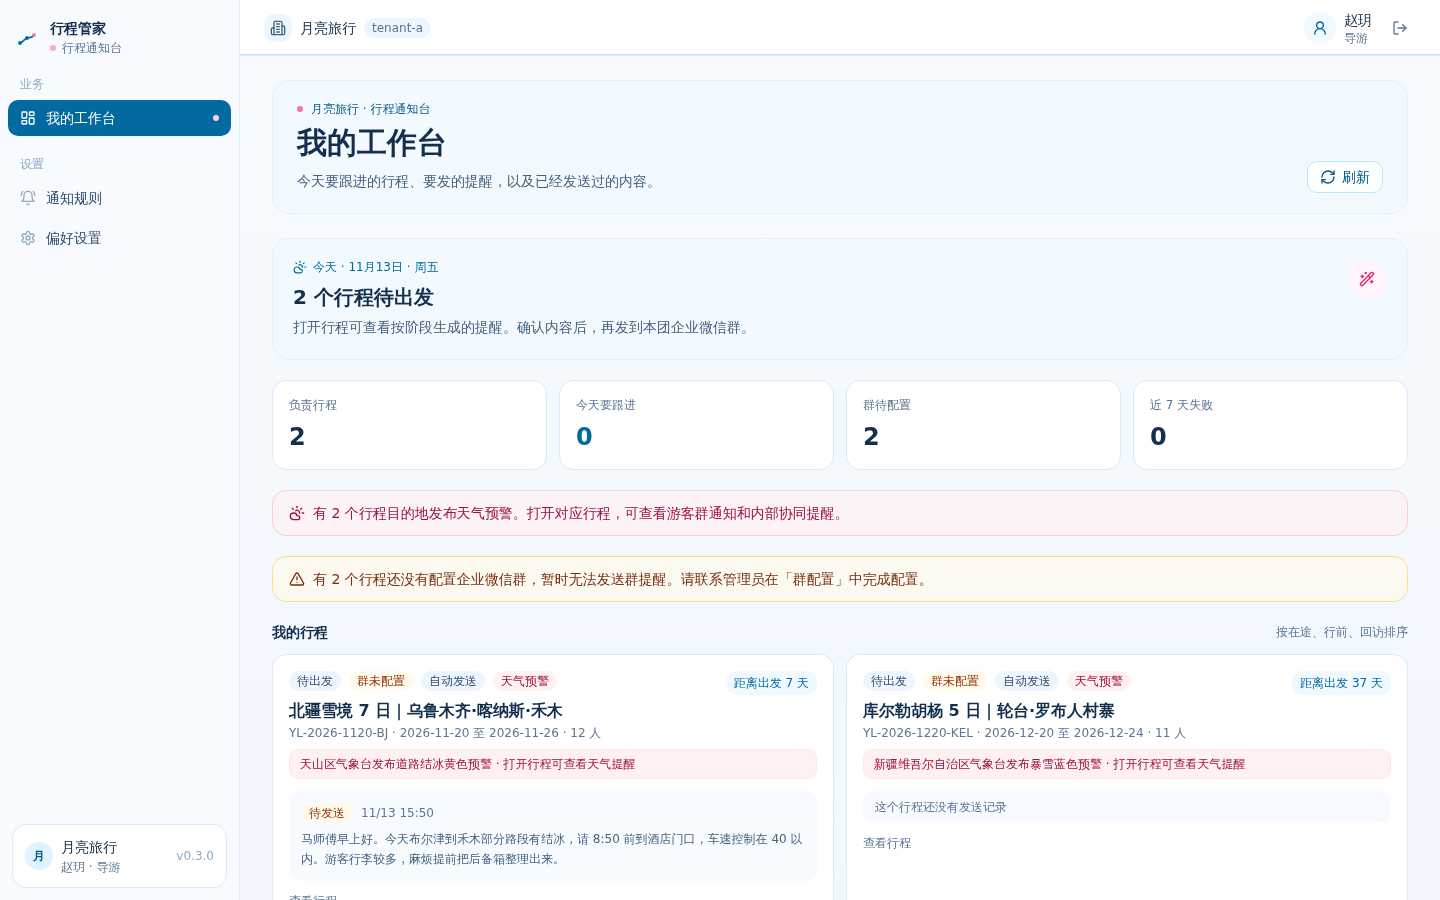 行程管家
行程通知台
业务
我的工作台
设置
通知规则
偏好设置
月
月亮旅行
赵玥 · 导游
v0.3.0
月亮旅行
tenant-a
赵玥
导游
月亮旅行 · 行程通知台
我的工作台
今天要跟进的行程、要发的提醒，以及已经发送过的内容。
刷新
今天 · 11月13日 · 周五
2 个行程待出发
打开行程可查看按阶段生成的提醒。确认内容后，再发到本团企业微信群。
负责行程
2
今天要跟进
0
群待配置
2
近 7 天失败
0
有 2 个行程目的地发布天气预警。打开对应行程，可查看游客群通知和内部协同提醒。
有 2 个行程还没有配置企业微信群，暂时无法发送群提醒。请联系管理员在「群配置」中完成配置。
我的行程
按在途、行前、回访排序
待出发
群未配置
自动发送
天气预警
距离出发 7 天
北疆雪境 7 日｜乌鲁木齐·喀纳斯·禾木
YL-2026-1120-BJ · 2026-11-20 至 2026-11-26 · 12 人
天山区气象台发布道路结冰黄色预警 · 打开行程可查看天气提醒
待发送
11/13 15:50
马师傅早上好。今天布尔津到禾木部分路段有结冰，请 8:50 前到酒店门口，车速控制在 40 以
内。游客行李较多，麻烦提前把后备箱整理出来。
查看行程
待出发
群未配置
自动发送
天气预警
距离出发 37 天
库尔勒胡杨 5 日｜轮台·罗布人村寨
YL-2026-1220-KEL · 2026-12-20 至 2026-12-24 · 11 人
新疆维吾尔自治区气象台发布暴雪蓝色预警 · 打开行程可查看天气提醒
这个行程还没有发送记录
查看行程